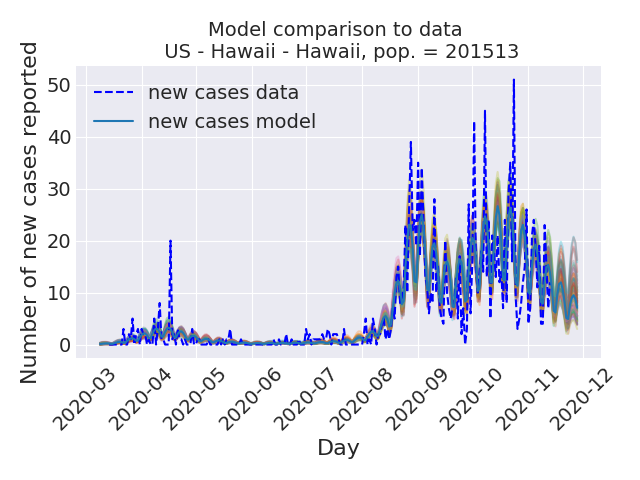 Model comparison to data
US - Hawaii - Hawaii, pop. = 201513
Number of new cases reported
50
40
30
20
10
0
new cases data
new cases model
2020-03
2020-04
2020-05
2020-06
2020-07
2020-08
2020-09
2020-10
2020-11
2020-12
Day